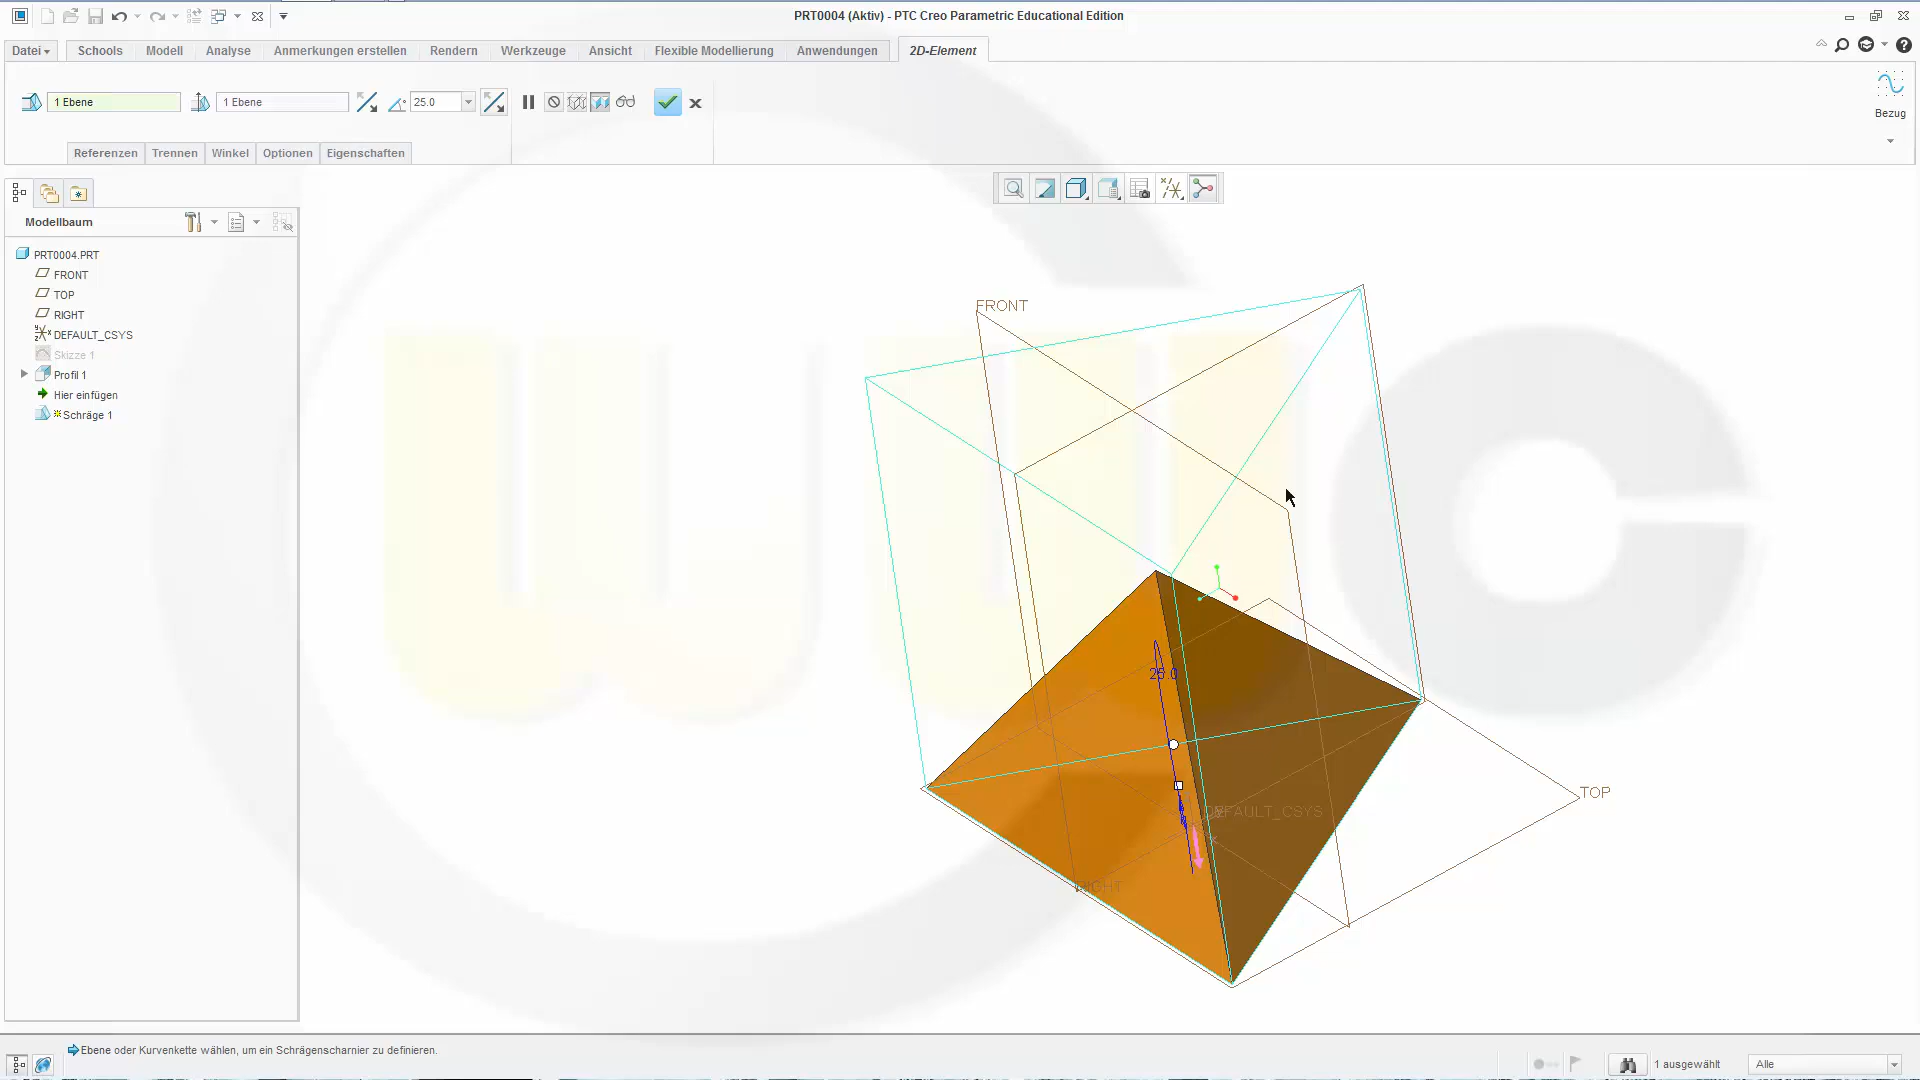 PRT0004 (Aktiv) - PTC Creo Parametric Educational Edition
Datei
Schools
Modell
Analyse
Anmerkungen erstellen
Rendern
Werkzeuge
Ansicht
Flexible Modellierung
Anwendungen
2D-Element
1 Ebene
1 Ebene
25.0
Bezug
Referenzen
Trennen
Winkel
Optionen
Eigenschaften
Modellbaum
PRT0004.PRT
FRONT
TOP
RIGHT
DEFAULT_CSYS
Skizze 1
Profil 1
Hier einfügen
Schräge 1
FRONT
25.0
TOP
DEFAULT_CSYS
RIGHT
wuuc
Ebene oder Kurvenkette wählen, um ein Schrägenscharnier zu definieren.
1 ausgewählt
Alle